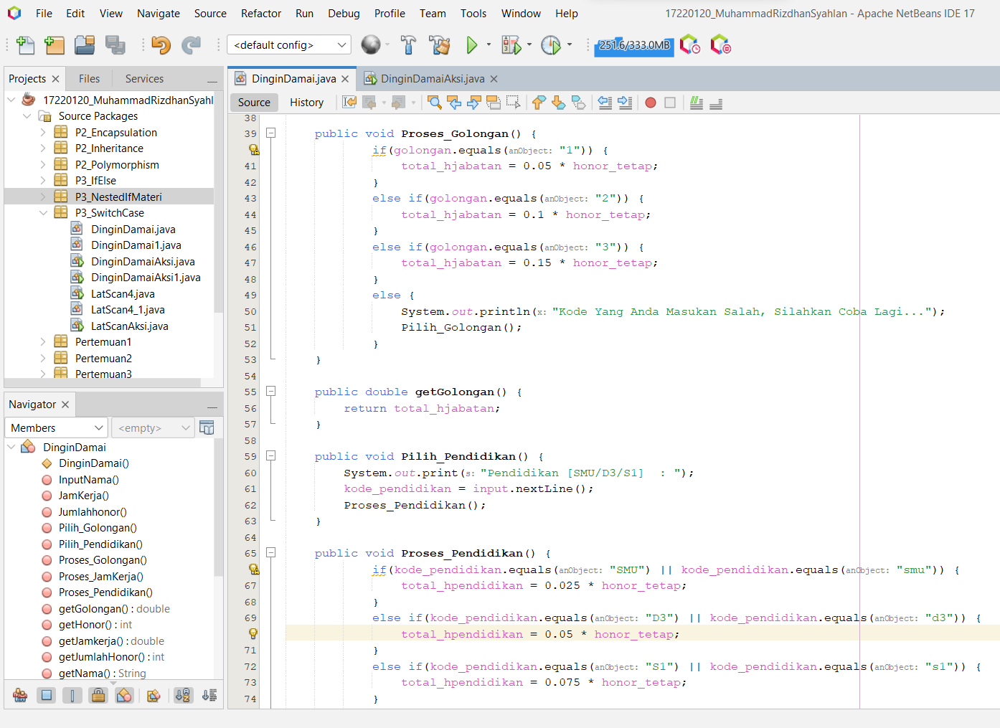 File Edit View Navigate Source Refactor Run Debug Profile Team Tools Window Help 17220120_MuhammadRizdhanSyahlan - Apache NetBeans IDE 17
<default config> 251.6/333.0MB
Projects Files Services
17220120_MuhammadRizdhanSyahl
Source Packages
P2_Encapsulation
P2_Inheritance
P2_Polymorphism
P3_IfElse
P3_NestedIfMateri
P3_SwitchCase
DinginDamai.java
DinginDamai1.java
DinginDamaiAksi.java
DinginDamaiAksi1.java
LatScan4.java
LatScan4_1.java
LatScanAksi.java
Pertemuan1
Pertemuan2
Pertemuan3
Navigator
Members <empty>
DinginDamai
DinginDamai()
InputNama()
JamKerja()
Jumlahhonor()
Pilih_Golongan()
Pilih_Pendidikan()
Proses_Golongan()
Proses_JamKerja()
Proses_Pendidikan()
getGolongan() : double
getHonor() : int
getJamkerja() : double
getJumlahHonor() : int
getNama() : String
DinginDamai.java DinginDamaiAksi.java
Source History
38
39 public void Proses_Golongan() {
if(golongan.equals(anObject: "1")) {
41 total_hjabatan = 0.05 * honor_tetap;
42 }
43 else if(golongan.equals(anObject: "2")) {
44 total_hjabatan = 0.1 * honor_tetap;
45 }
46 else if(golongan.equals(anObject: "3")) {
47 total_hjabatan = 0.15 * honor_tetap;
48 }
49 else {
50 System.out.println(x: "Kode Yang Anda Masukan Salah, Silahkan Coba Lagi...");
51 Pilih_Golongan();
52 }
53 }
54
55 public double getGolongan() {
56 return total_hjabatan;
57 }
58
59 public void Pilih_Pendidikan() {
60 System.out.print(s: "Pendidikan [SMU/D3/S1]  : ");
61 kode_pendidikan = input.nextLine();
62 Proses_Pendidikan();
63 }
64
65 public void Proses_Pendidikan() {
if(kode_pendidikan.equals(anObject: "SMU") || kode_pendidikan.equals(anObject: "smu")) {
67 total_hpendidikan = 0.025 * honor_tetap;
68 }
69 else if(kode_pendidikan.equals(anObject: "D3") || kode_pendidikan.equals(anObject: "d3")) {
total_hpendidikan = 0.05 * honor_tetap;
71 }
72 else if(kode_pendidikan.equals(anObject: "S1") || kode_pendidikan.equals(anObject: "s1")) {
73 total_hpendidikan = 0.075 * honor_tetap;
74 }